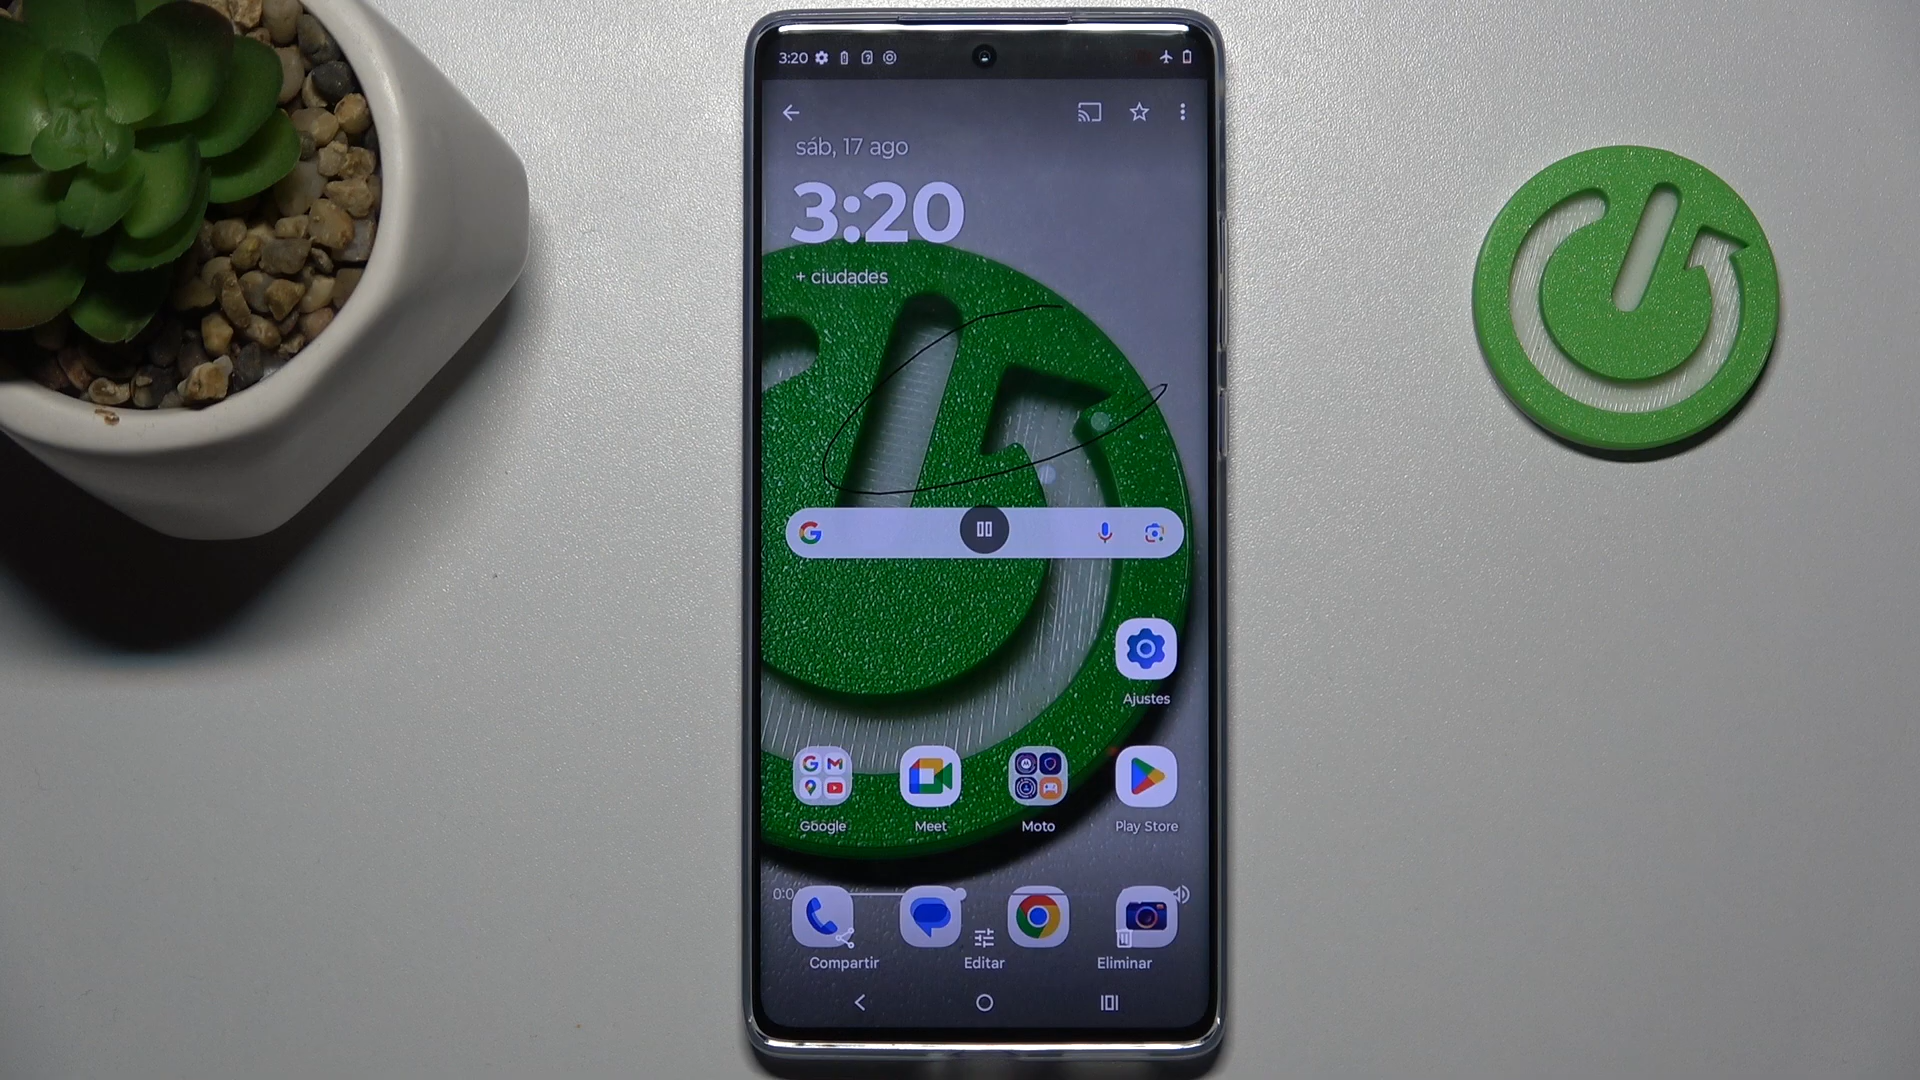 3:20
sáb, 17 ago
3:20
+ ciudades
Ajustes
Google
Meet
Moto
Play Store
Compartir
Editar
Eliminar